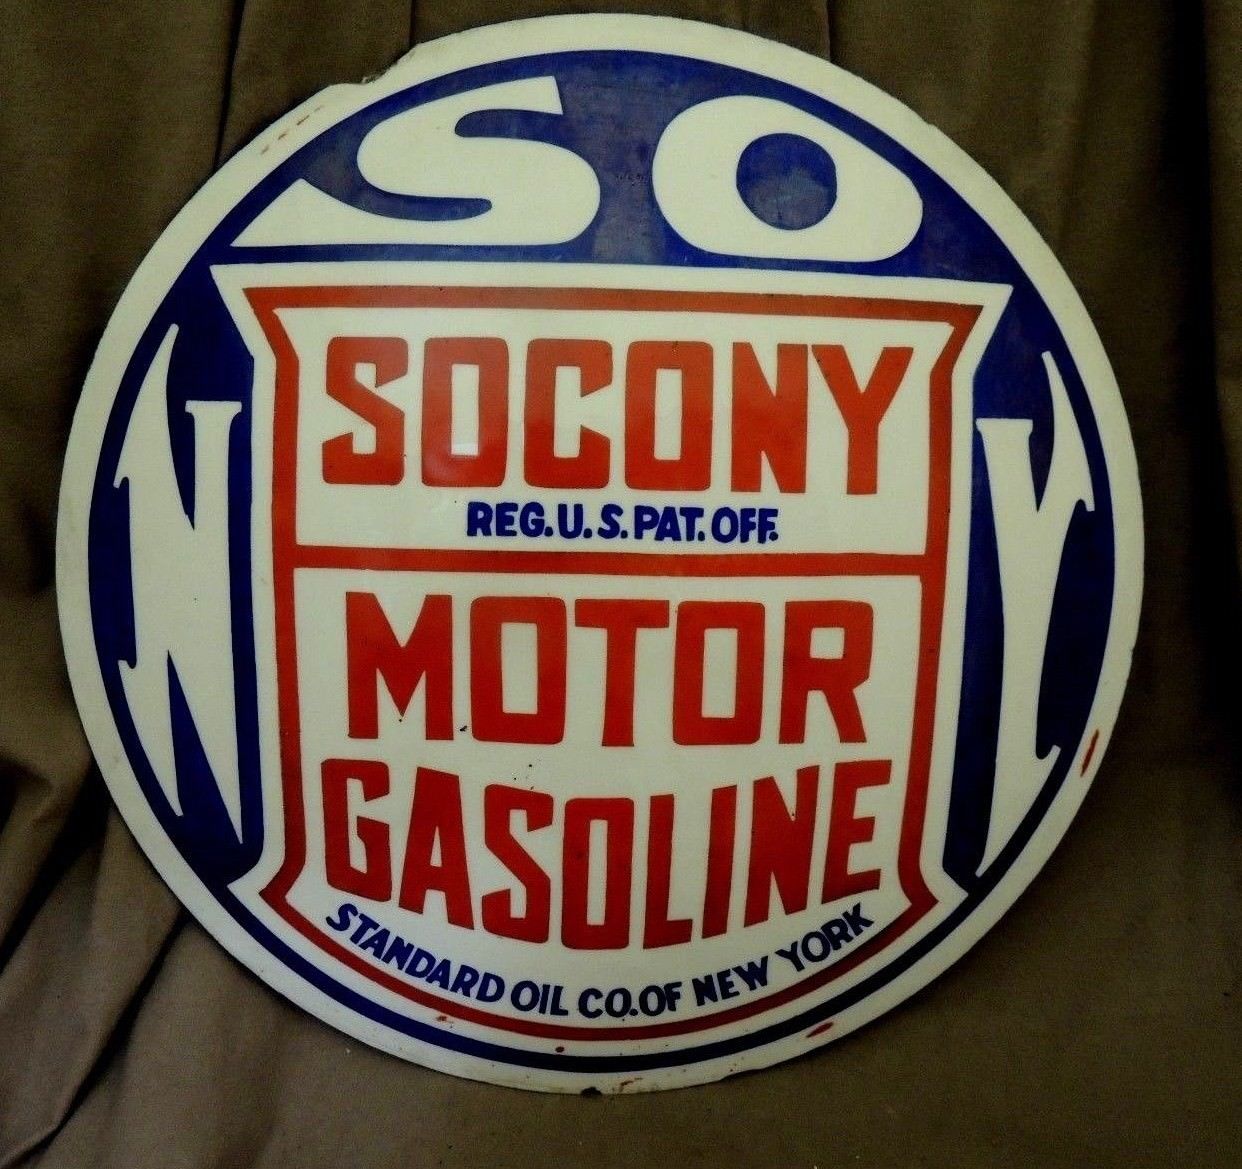 SO
N Y
SOCONY
REG. U.S. PAT. OFF.
MOTOR
GASOLINE
STANDARD OIL CO. OF NEW YORK